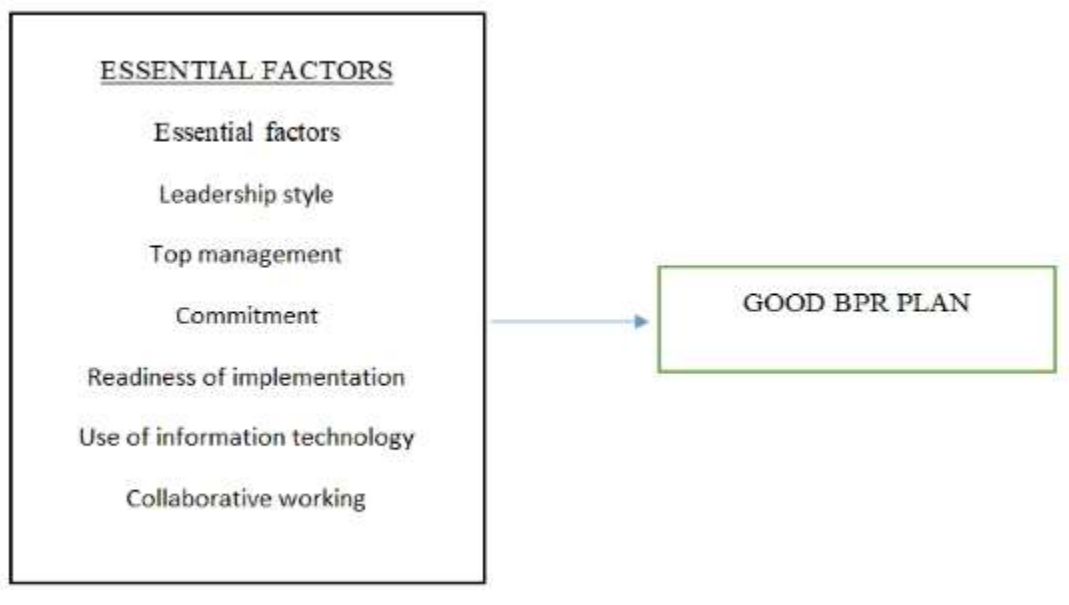 ESSENTIAL FACTORS
Essential factors
Leadership style
Top management
Commitment
Readiness of implementation
Use of information technology
Collaborative working
GOOD BPR PLAN